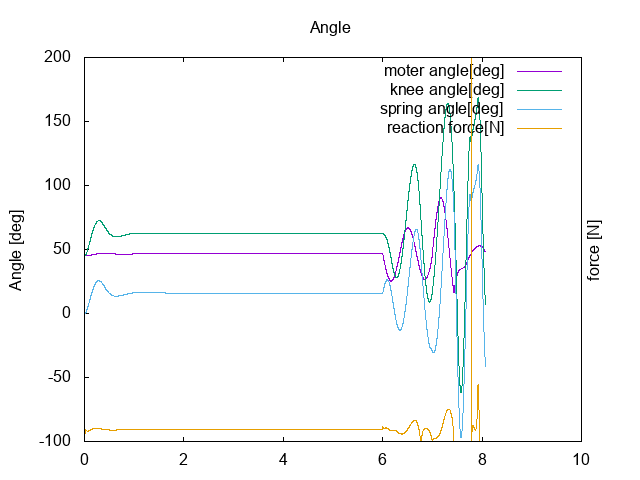 Angle
200
150
100
50
0
-50
-100
0 2 4 6 8 10
Angle [deg]
force [N]
moter angle[deg]
knee angle[deg]
spring angle[deg]
reaction force[N]